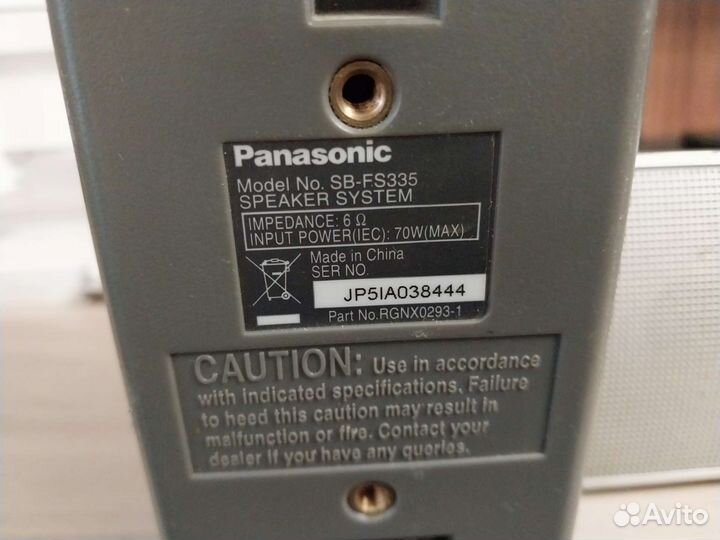 Panasonic
Model No. SB-FS335
SPEAKER SYSTEM
IMPEDANCE: 6 Ω
INPUT POWER(IEC): 70W(MAX)
Made in China
SER NO.
JP5IA038444
Part No.RGNX0293-1
CAUTION: Use in accordance
with indicated specifications. Failure
to heed this caution may result in
malfunction or fire. Contact your
dealer if you have any queries.
Avito